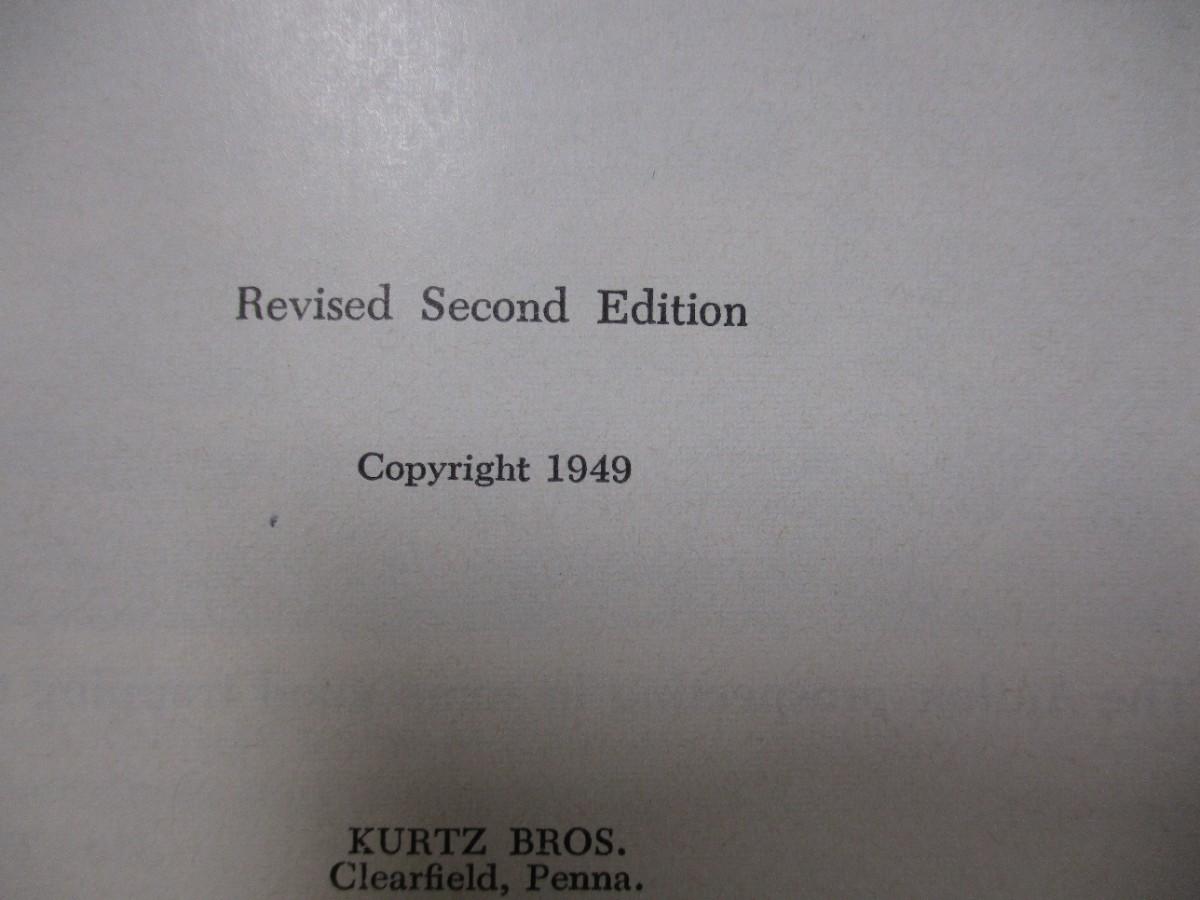 Revised Second Edition
Copyright 1949
KURTZ BROS.
Clearfield, Penna.